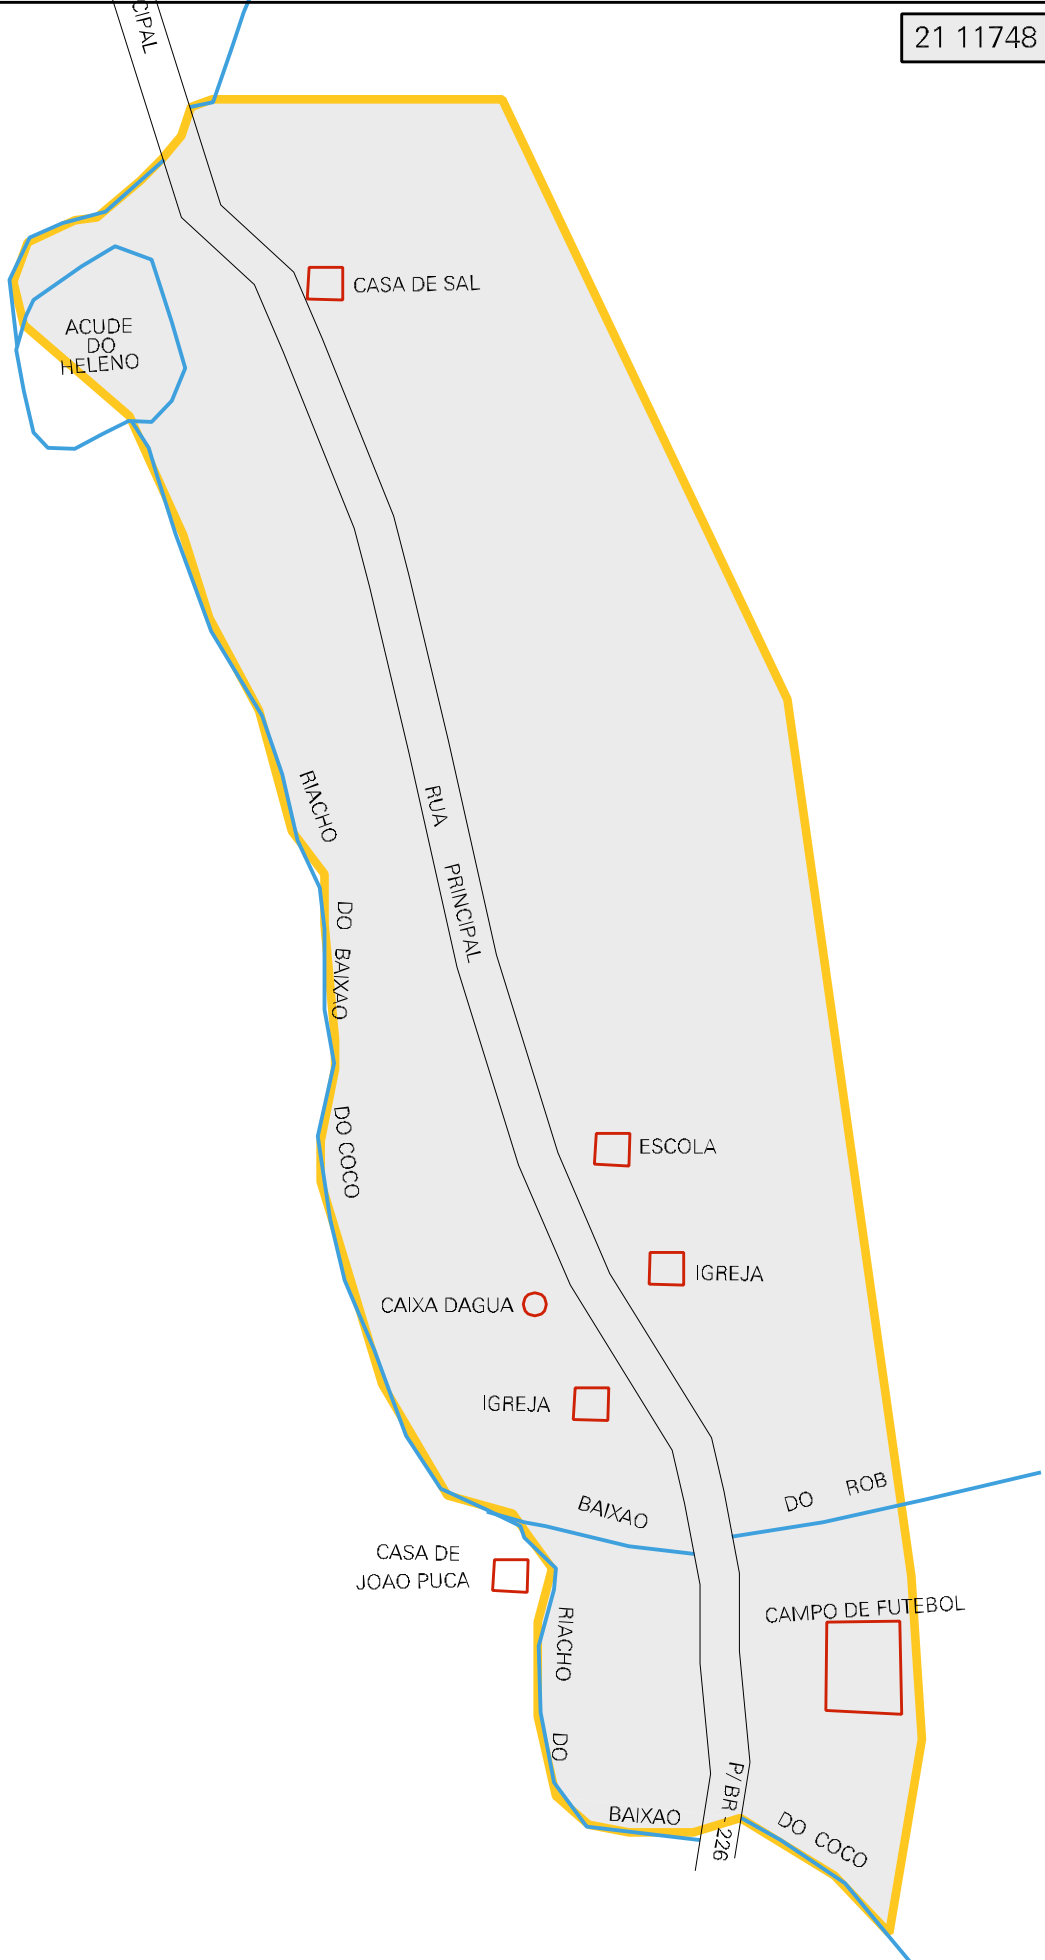 CIPAL
21 11748
CASA DE SAL
ACUDE
DO
HELENO
RIACHO
DO BAIXAO
DO COCO
RUA PRINCIPAL
ESCOLA
IGREJA
CAIXA DAGUA
IGREJA
BAIXAO
DO ROB
CASA DE
JOAO PUCA
CAMPO DE FUTEBOL
RIACHO
DO
BAIXAO
DO COCO
P/ BR - 226